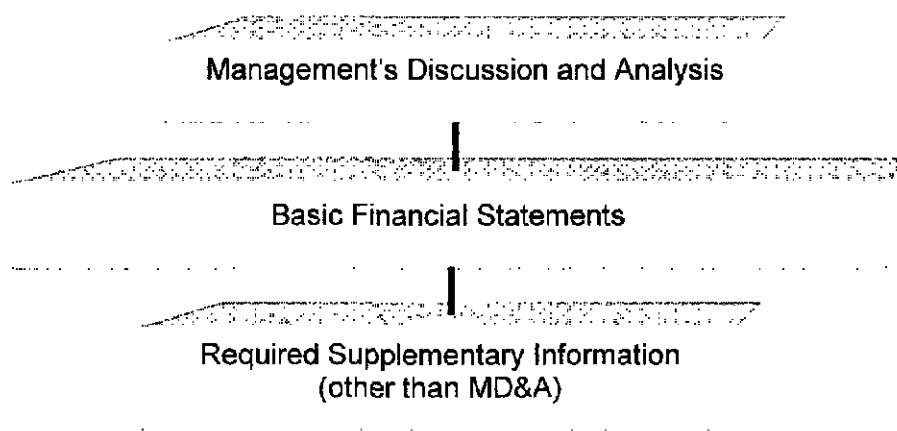 Management's Discussion and Analysis
Basic Financial Statements
Required Supplementary Information
(other than MD&A)